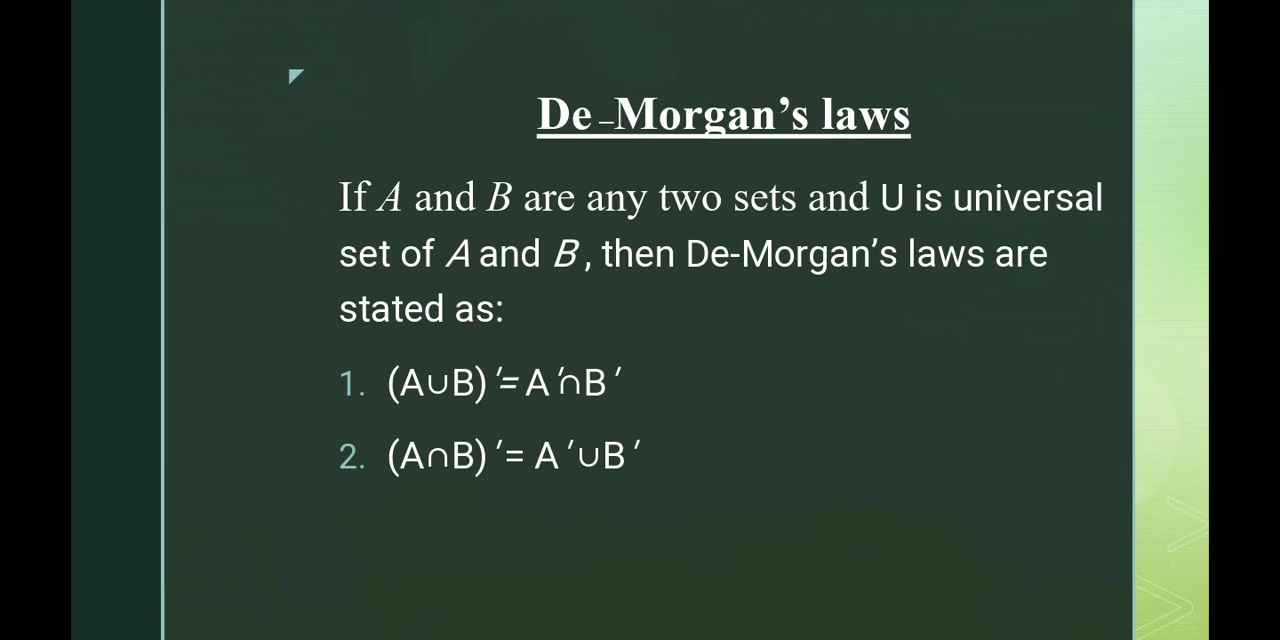 De –Morgan’s laws
If A and B are any two sets and U is universal
set of A and B , then De-Morgan’s laws are
stated as:
1. (A∪B) ′= A ′∩B ′
2. (A∩B) ′= A ′∪B ′